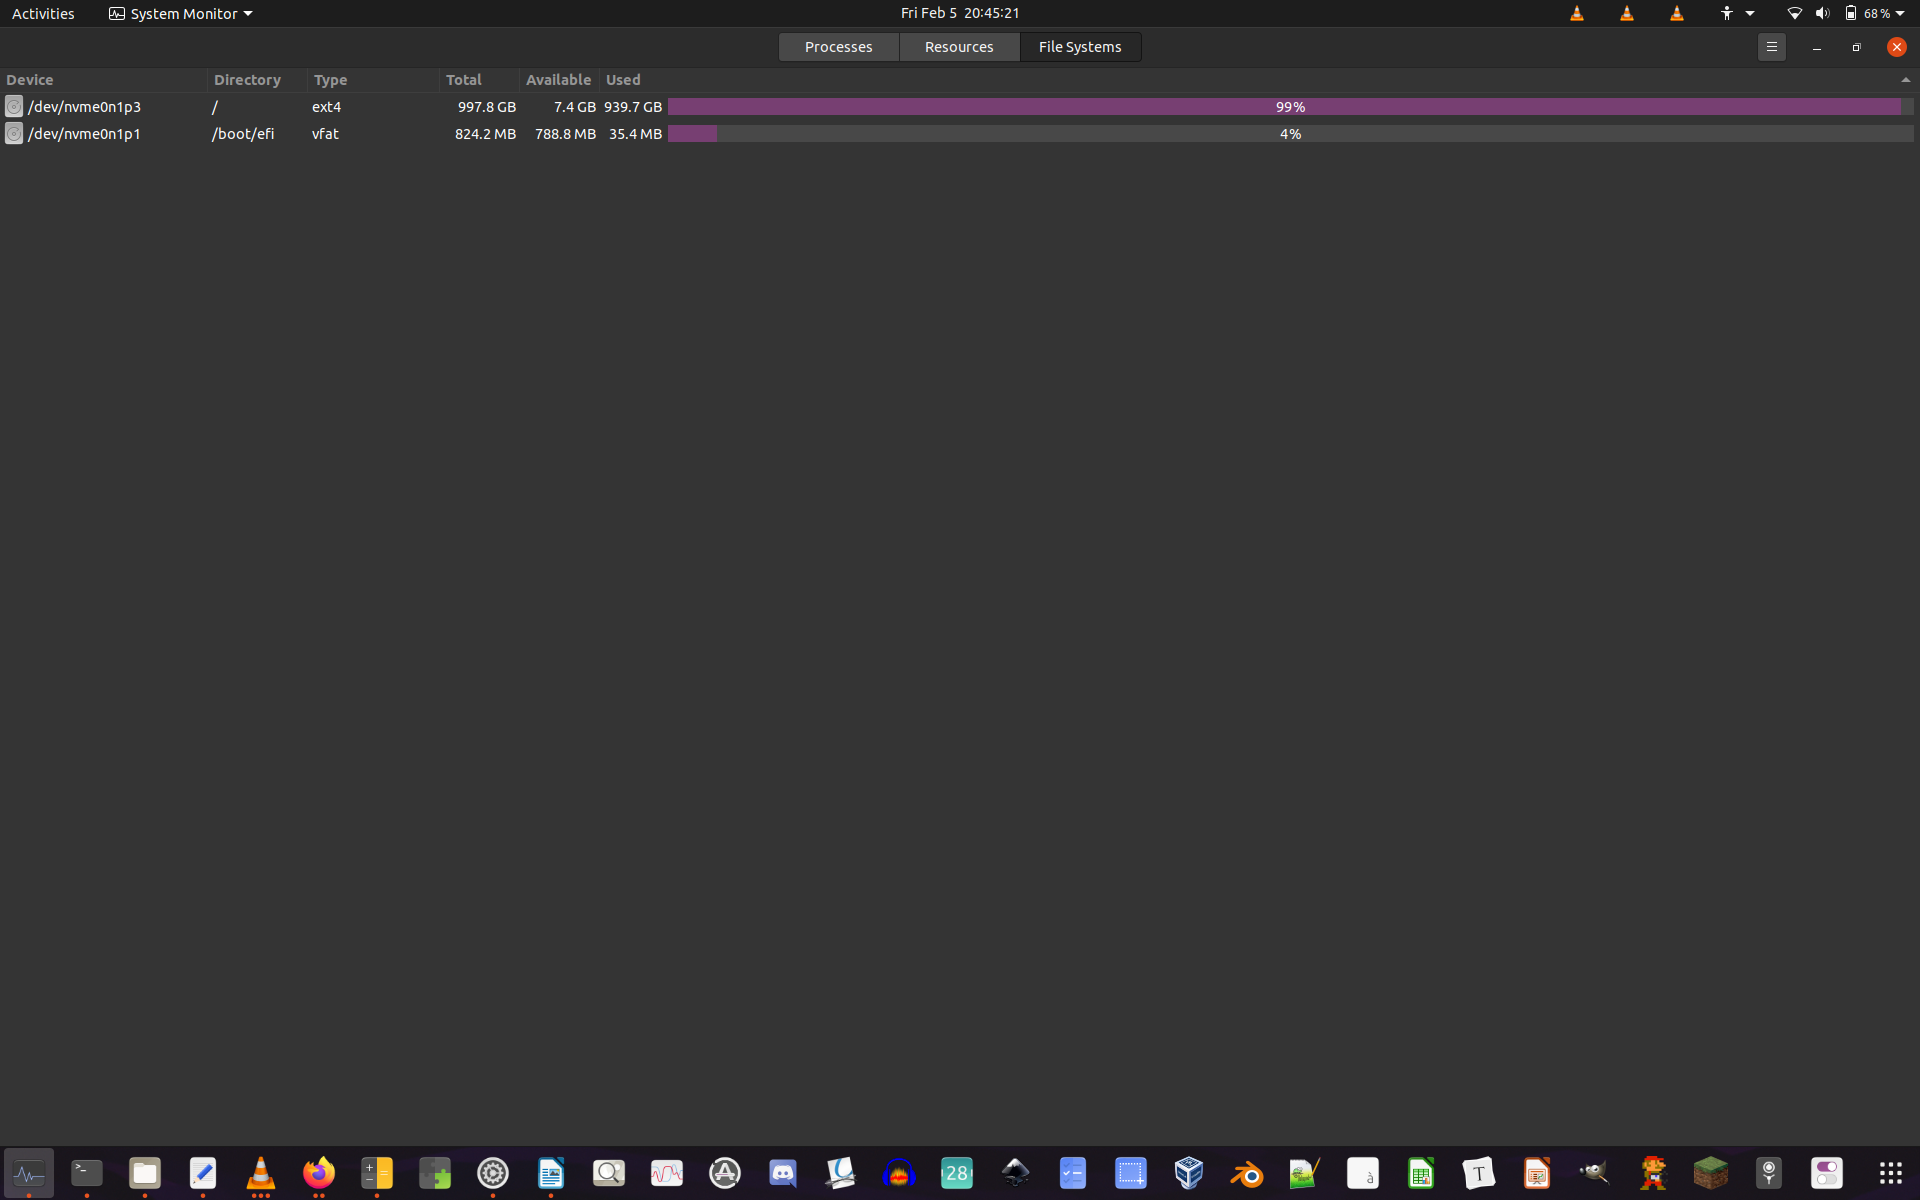 Activities System Monitor Fri Feb 5 20:45:21 68 %
Processes Resources File Systems
Device Directory Type Total Available Used
/dev/nvme0n1p3 / ext4 997.8 GB 7.4 GB 939.7 GB 99%
/dev/nvme0n1p1 /boot/efi vfat 824.2 MB 788.8 MB 35.4 MB 4%
>_ 28 à T